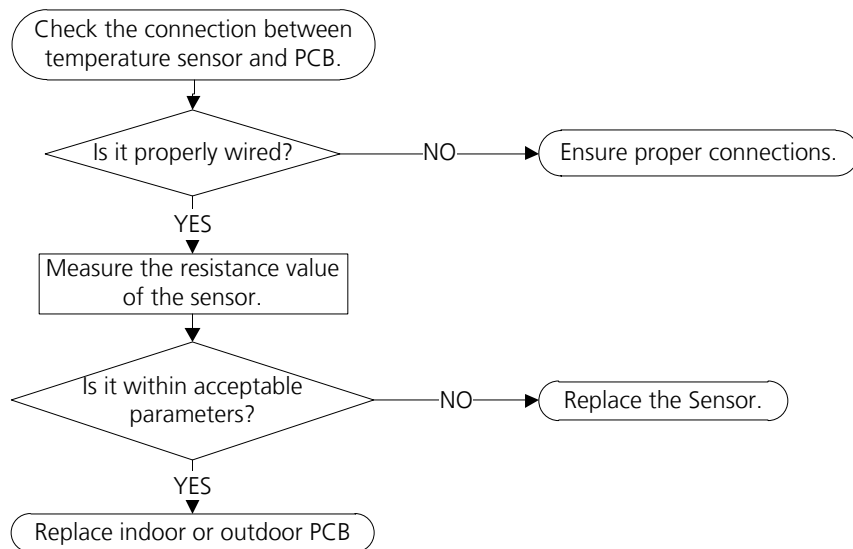 Check the connection between
temperature sensor and PCB.
Is it properly wired?
NO
Ensure proper connections.
YES
Measure the resistance value
of the sensor.
Is it within acceptable
parameters?
NO
Replace the Sensor.
YES
Replace indoor or outdoor PCB